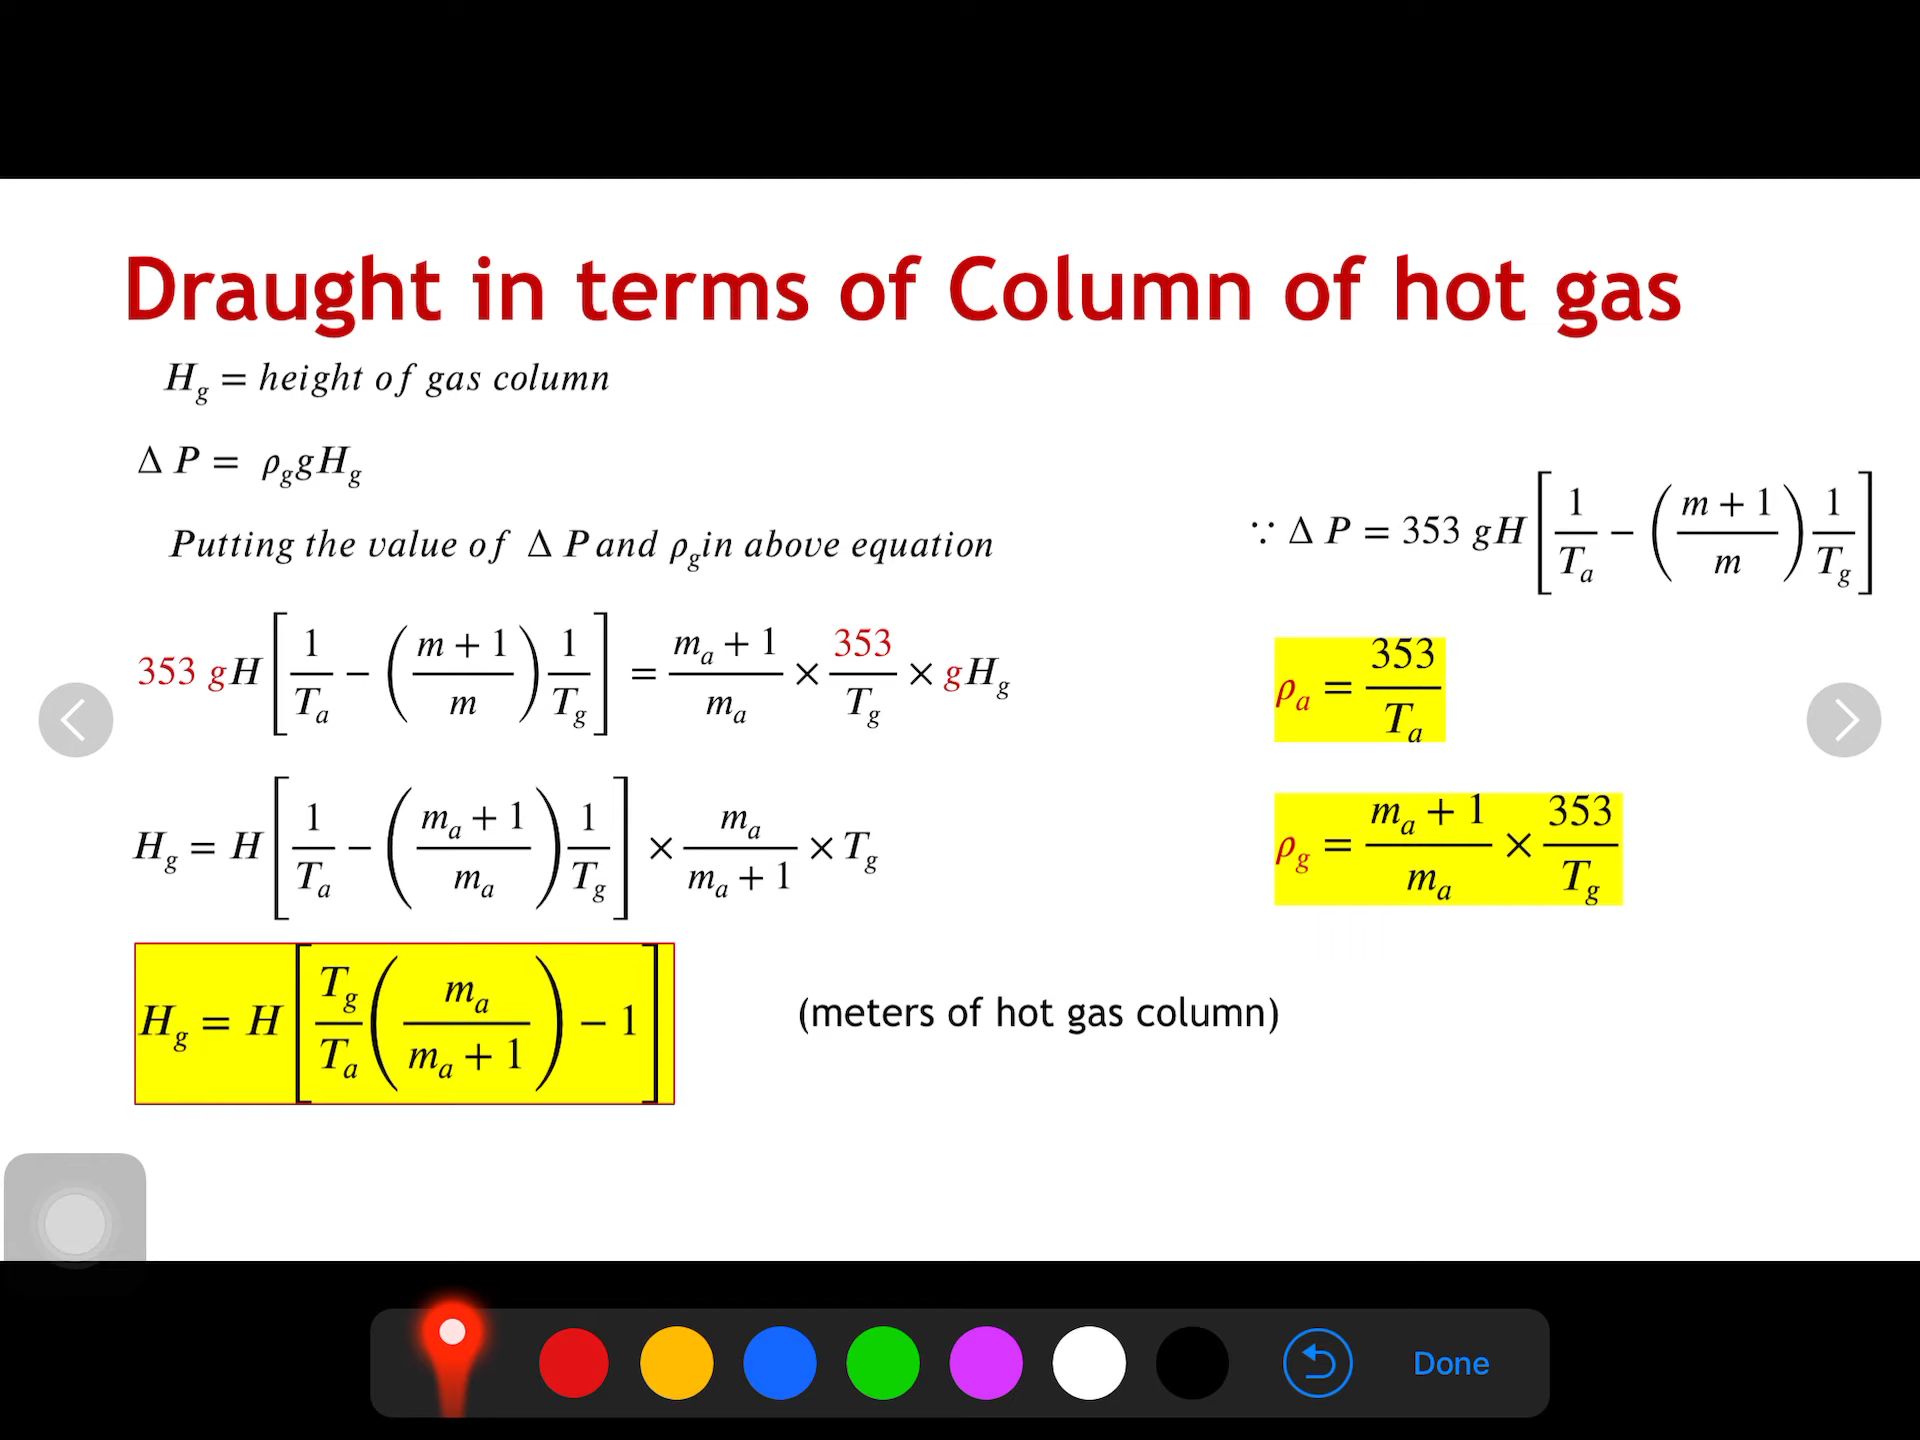 Draught in terms of Column of hot gas
H_g = height of gas column
Δ P = ρ_g gH_g
Putting the value of Δ P and ρ_g in above equation
∵ Δ P = 353 gH [ 1/T_a − ( (m + 1)/m ) 1/T_g ]
353 gH [ 1/T_a − ( (m + 1)/m ) 1/T_g ] = (m_a + 1)/m_a × 353/T_g × gH_g
ρ_a = 353/T_a
H_g = H [ 1/T_a − ( (m_a + 1)/m_a ) 1/T_g ] × m_a/(m_a + 1) × T_g
ρ_g = (m_a + 1)/m_a × 353/T_g
H_g = H [ T_g/T_a ( m_a/(m_a + 1) ) − 1 ]
(meters of hot gas column)
Done